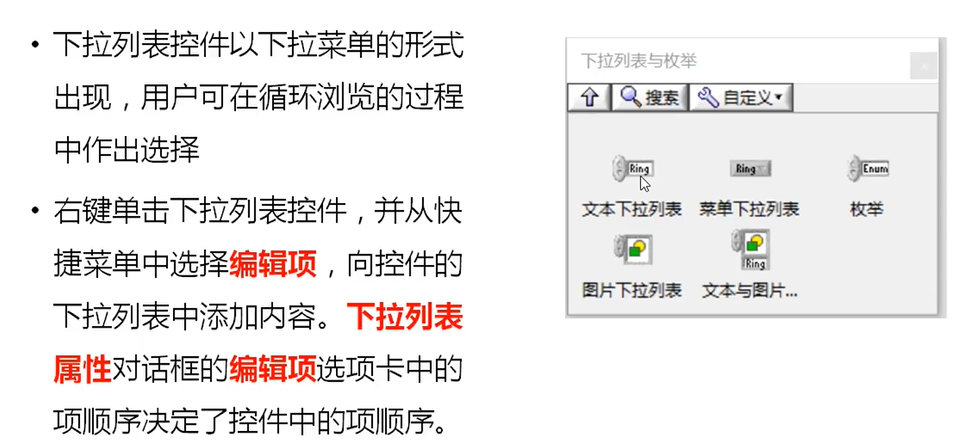 • 下拉列表控件以下拉菜单的形式
出现，用户可在循环浏览的过程
中作出选择
• 右键单击下拉列表控件，并从快
捷菜单中选择编辑项，向控件的
下拉列表中添加内容。下拉列表
属性对话框的编辑项选项卡中的
项顺序决定了控件中的项顺序。
下拉列表与枚举
搜索 自定义▼
Ring Ring Enum
文本下拉列表 菜单下拉列表 枚举
Ring
图片下拉列表 文本与图片...